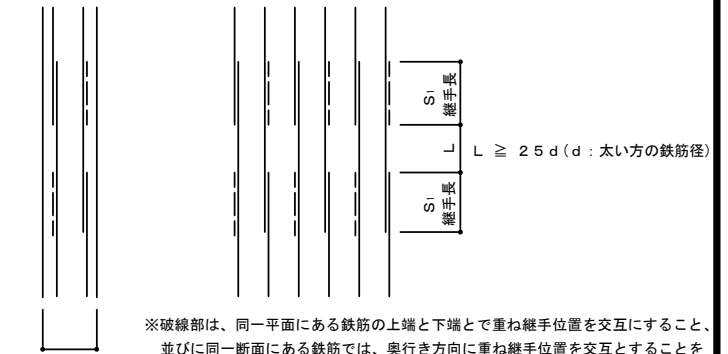 S1
継手長
L
L ≧ 25d(d:太い方の鉄筋径)
S1
継手長
※破線部は、同一平面にある鉄筋の上端と下端とで重ね継手位置を交互にすること、
並びに同一断面にある鉄筋では、奥行き方向に重ね継手位置を交互とすることを